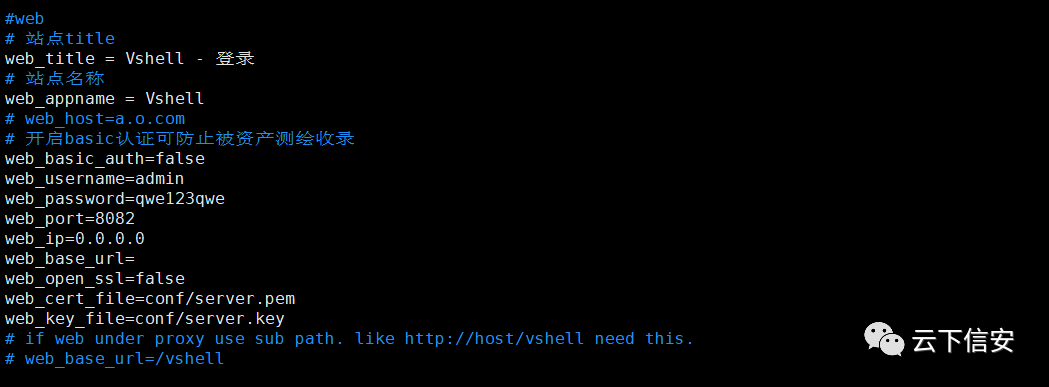 #web
# 站点title
web_title = Vshell - 登录
# 站点名称
web_appname = Vshell
# web_host=a.o.com
# 开启basic认证可防止被资产测绘收录
web_basic_auth=false
web_username=admin
web_password=qwe123qwe
web_port=8082
web_ip=0.0.0.0
web_base_url=
web_open_ssl=false
web_cert_file=conf/server.pem
web_key_file=conf/server.key
# if web under proxy use sub path. like http://host/vshell need this.
# web_base_url=/vshell
云下信安